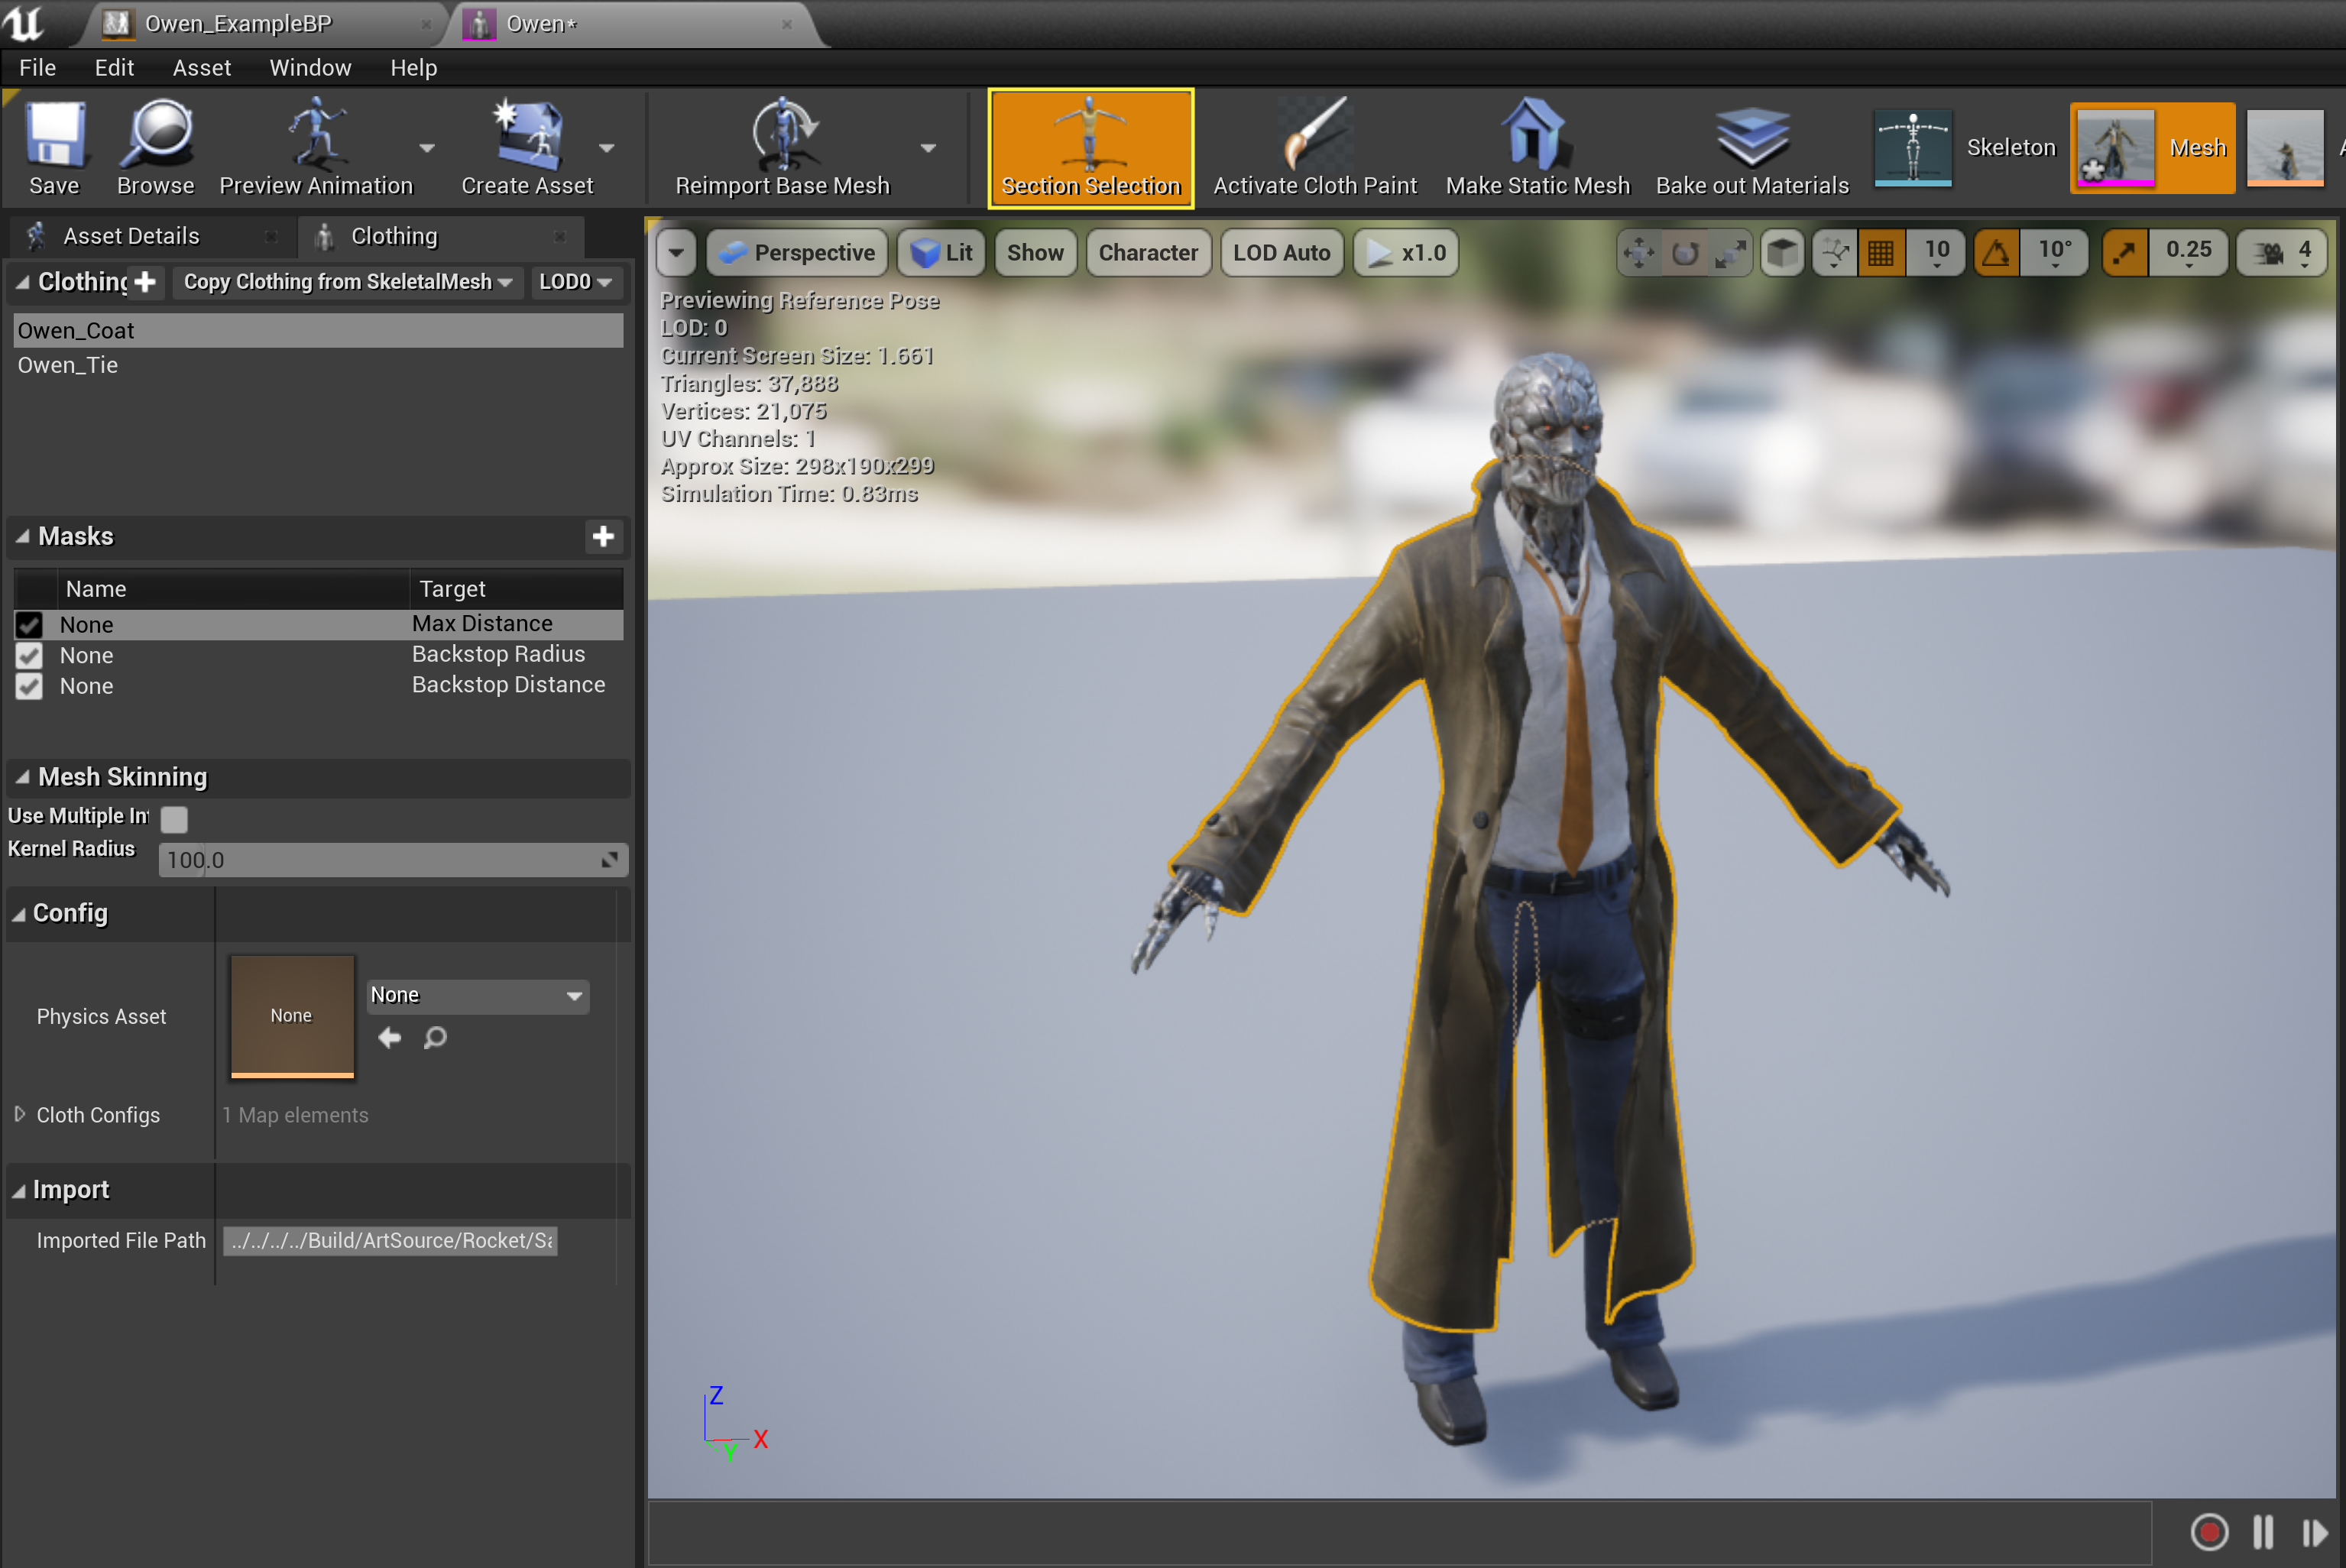 Owen_ExampleBP
Owen*
File Edit Asset Window Help
Save
Browse
Preview Animation
Create Asset
Reimport Base Mesh
Section Selection
Activate Cloth Paint
Make Static Mesh
Bake out Materials
Skeleton
Mesh
Asset Details
Clothing
Clothing
Copy Clothing from SkeletalMesh
LOD0
Owen_Coat
Owen_Tie
Masks
Name Target
None Max Distance
None Backstop Radius
None Backstop Distance
Mesh Skinning
Use Multiple In
Kernel Radius 100.0
Config
Physics Asset
None
None
Cloth Configs 1 Map elements
Import
Imported File Path ../../../../Build/ArtSource/Rocket/Sa
Perspective
Lit
Show
Character
LOD Auto
x1.0
10
10°
0.25
4
Previewing Reference Pose
LOD: 0
Current Screen Size: 1.661
Triangles: 37,888
Vertices: 21,075
UV Channels: 1
Approx Size: 298x190x299
Simulation Time: 0.83ms
Z
X
Y